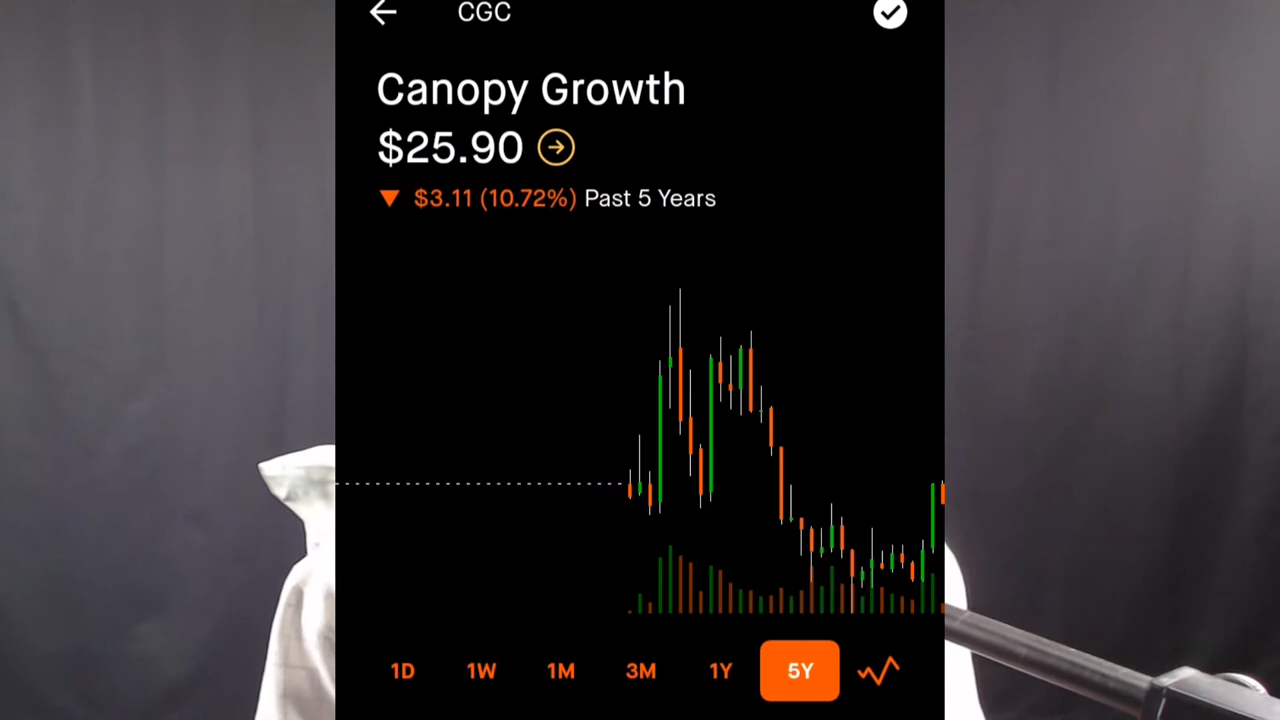 CGC
Canopy Growth
$25.90
$3.11 (10.72%) Past 5 Years
1D 1W 1M 3M 1Y 5Y